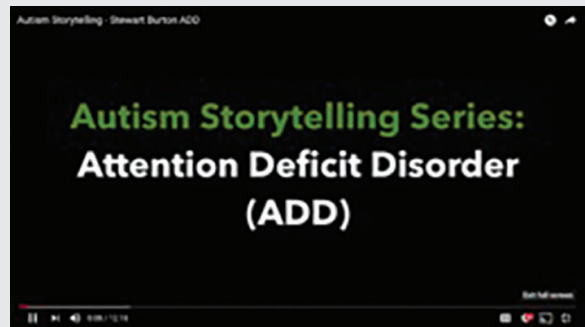 Autism Storytelling - Stewart Burton ADD
Autism Storytelling Series:
Attention Deficit Disorder
(ADD)
Exit full screen